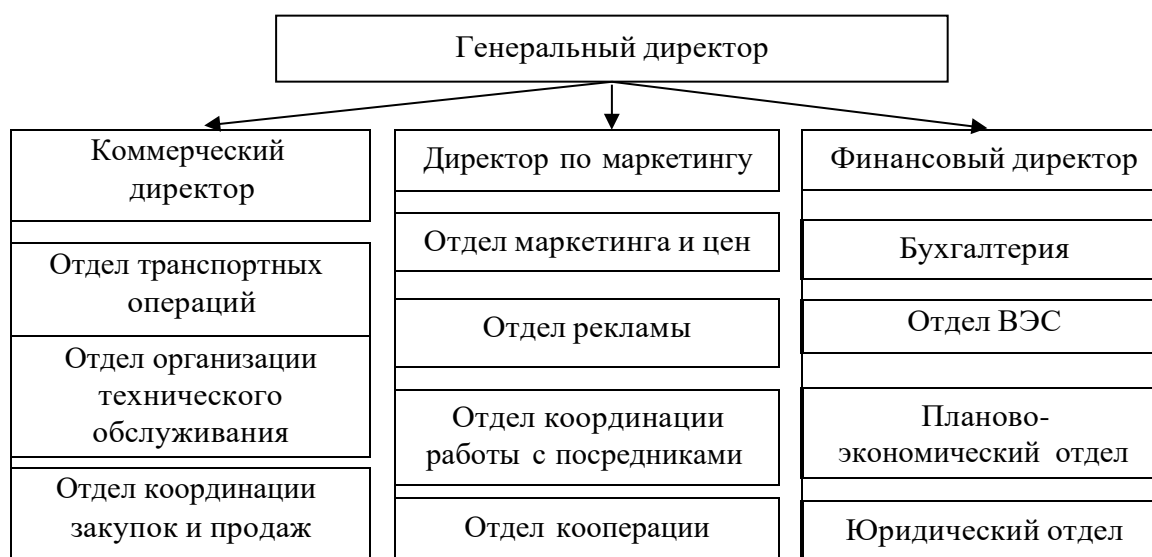 Генеральный директор
Коммерческий
директор
Отдел транспортных
операций
Отдел организации
технического
обслуживания
Отдел координации
закупок и продаж
Директор по маркетингу
Отдел маркетинга и цен
Отдел рекламы
Отдел координации
работы с посредниками
Отдел кооперации
Финансовый директор
Бухгалтерия
Отдел ВЭС
Планово-
экономический отдел
Юридический отдел